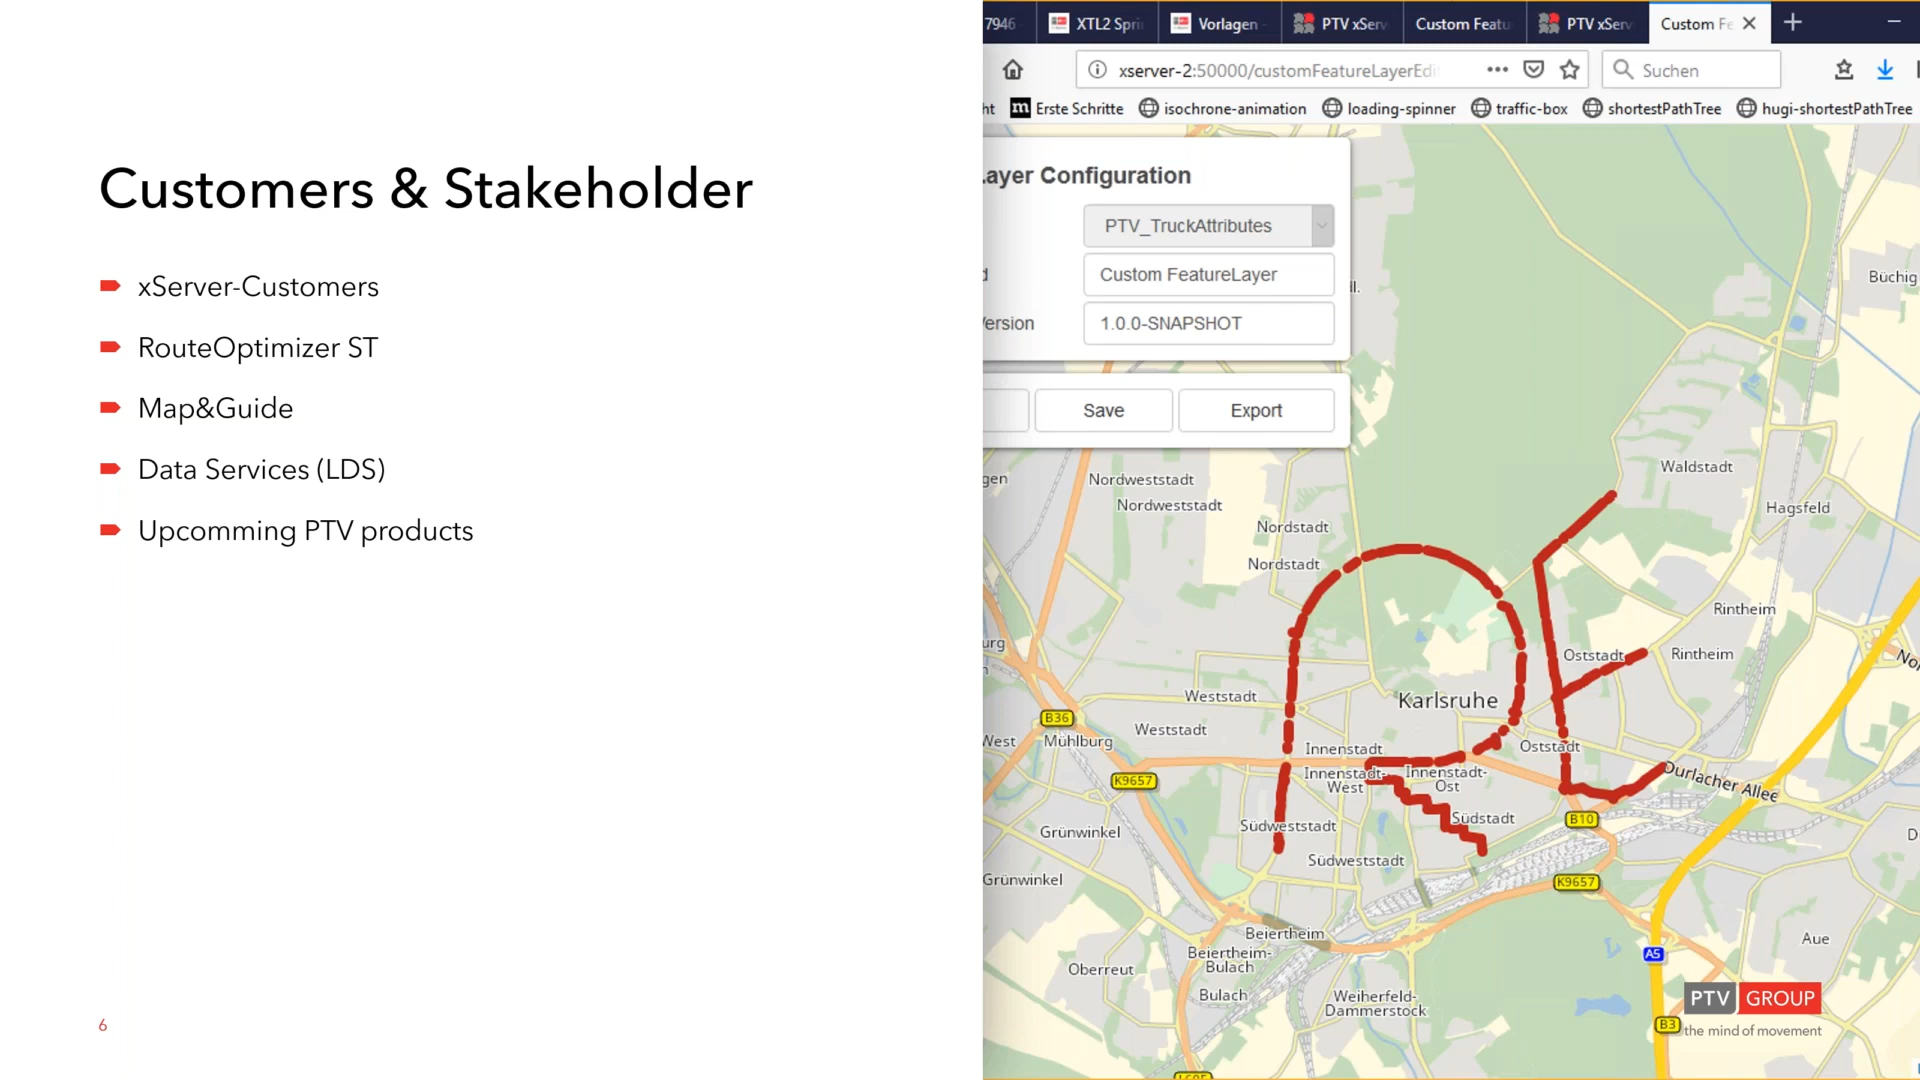 Customers & Stakeholder
xServer-Customers
RouteOptimizer ST
Map&Guide
Data Services (LDS)
Upcomming PTV products
6
7946
XTL2 Spri
Vorlagen
PTV xServ
Custom Featu
PTV xServ
Custom Fe
xserver-2:50000/customFeatureLayerEdi
Suchen
ht
Erste Schritte
isochrone-animation
loading-spinner
traffic-box
shortestPathTree
hugi-shortestPathTree
ayer Configuration
PTV_TruckAttributes
d
Custom FeatureLayer
ersion
1.0.0-SNAPSHOT
Save
Export
Büchig
Waldstadt
Hagsfeld
gen
Nordweststadt
Nordweststadt
Nordstadt
Nordstadt
Rintheim
urg
Oststadt
Rintheim
Weststadt
Karlsruhe
B36
Weststadt
West
Mühlburg
Innenstadt
Oststadt
K9657
Innenstadt-
West
Innenstadt-
Ost
Durlacher Allee
Südweststadt
Südstadt
B10
Grünwinkel
Südweststadt
Grünwinkel
K9657
Beiertheim
Aue
Beiertheim-
Bulach
A5
Oberreut
Bulach
Weiherfeld-
Dammerstock
B3
PTV GROUP
the mind of movement